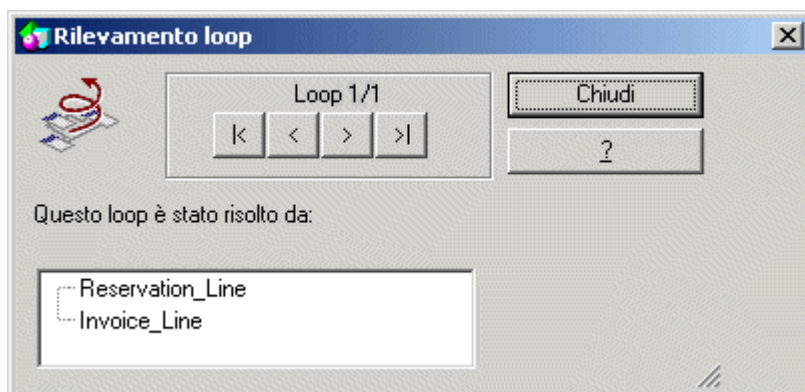 Rilevamento loop
Loop 1/1
|< < > >|
Chiudi
?
Questo loop è stato risolto da:
Reservation_Line
Invoice_Line